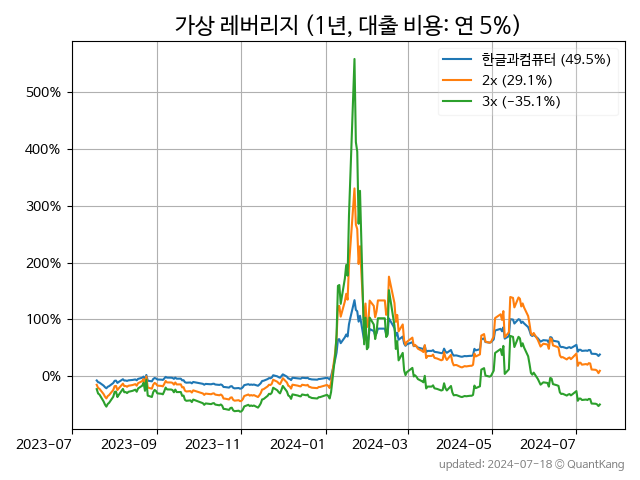 가상 레버리지 (1년, 대출 비용: 연 5%)
한글과컴퓨터 (49.5%)
2x (29.1%)
3x (−35.1%)
500%
400%
300%
200%
100%
0%
2023-07 2023-09 2023-11 2024-01 2024-03 2024-05 2024-07
updated: 2024-07-18 © QuantKang